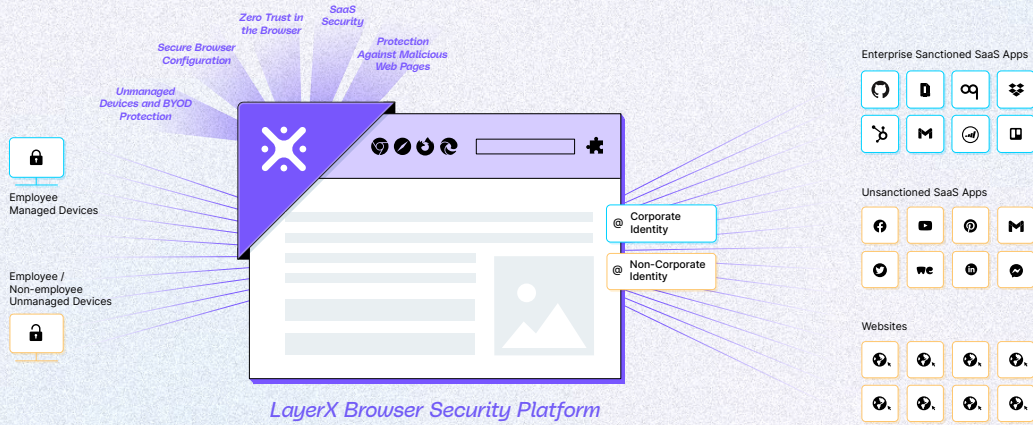 SaaS
Security
Zero Trust in
the Browser
Protection
Against Malicious
Web Pages
Secure Browser
Configuration
Unmanaged
Devices and BYOD
Protection
Employee
Managed Devices
Employee /
Non-employee
Unmanaged Devices
@ Corporate
Identity
@ Non-Corporate
Identity
Enterprise Sanctioned SaaS Apps
Unsanctioned SaaS Apps
we
in
Websites
LayerX Browser Security Platform